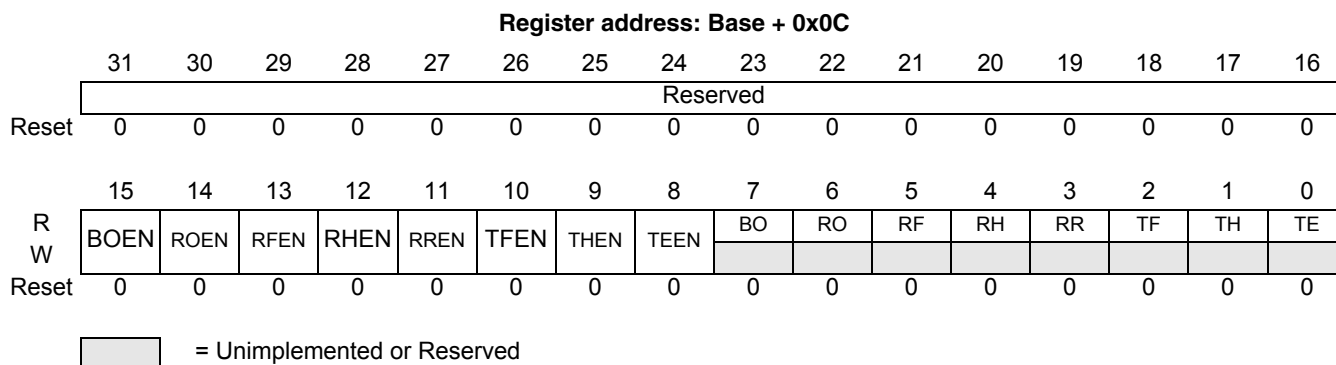 Register address: Base + 0x0C
31 30 29 28 27 26 25 24 23 22 21 20 19 18 17 16
Reserved
Reset 0 0 0 0 0 0 0 0 0 0 0 0 0 0 0 0
15 14 13 12 11 10 9 8 7 6 5 4 3 2 1 0
R BOEN ROEN RFEN RHEN RREN TFEN THEN TEEN BO RO RF RH RR TF TH TE
W
Reset 0 0 0 0 0 0 0 0 0 0 0 0 0 0 0 0
= Unimplemented or Reserved